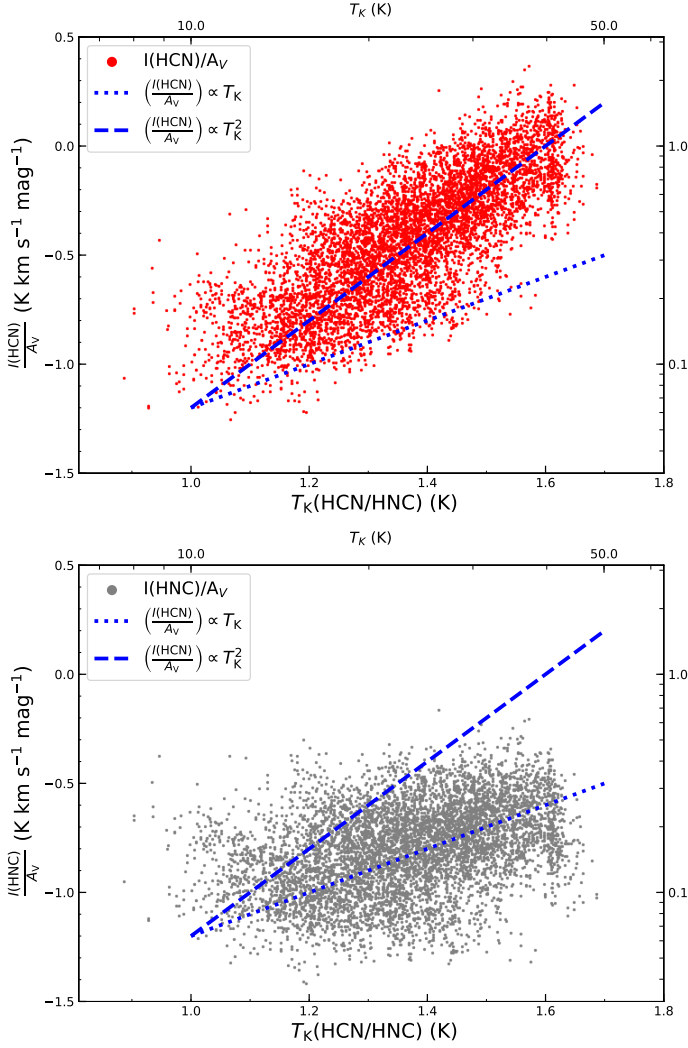 T_K (K)
10.0 50.0
0.5
0.0
−0.5
−1.0
−1.5
1.0
0.1
I(HCN)/A_V (K km s⁻¹ mag⁻¹)
I(HCN)/A_V
(I(HCN)/A_V) ∝ T_K
(I(HCN)/A_V) ∝ T_K²
1.0 1.2 1.4 1.6 1.8
T_K(HCN/HNC) (K)
T_K (K)
10.0 50.0
0.5
0.0
−0.5
−1.0
−1.5
1.0
0.1
I(HNC)/A_V (K km s⁻¹ mag⁻¹)
I(HNC)/A_V
(I(HCN)/A_V) ∝ T_K
(I(HCN)/A_V) ∝ T_K²
1.0 1.2 1.4 1.6 1.8
T_K(HCN/HNC) (K)